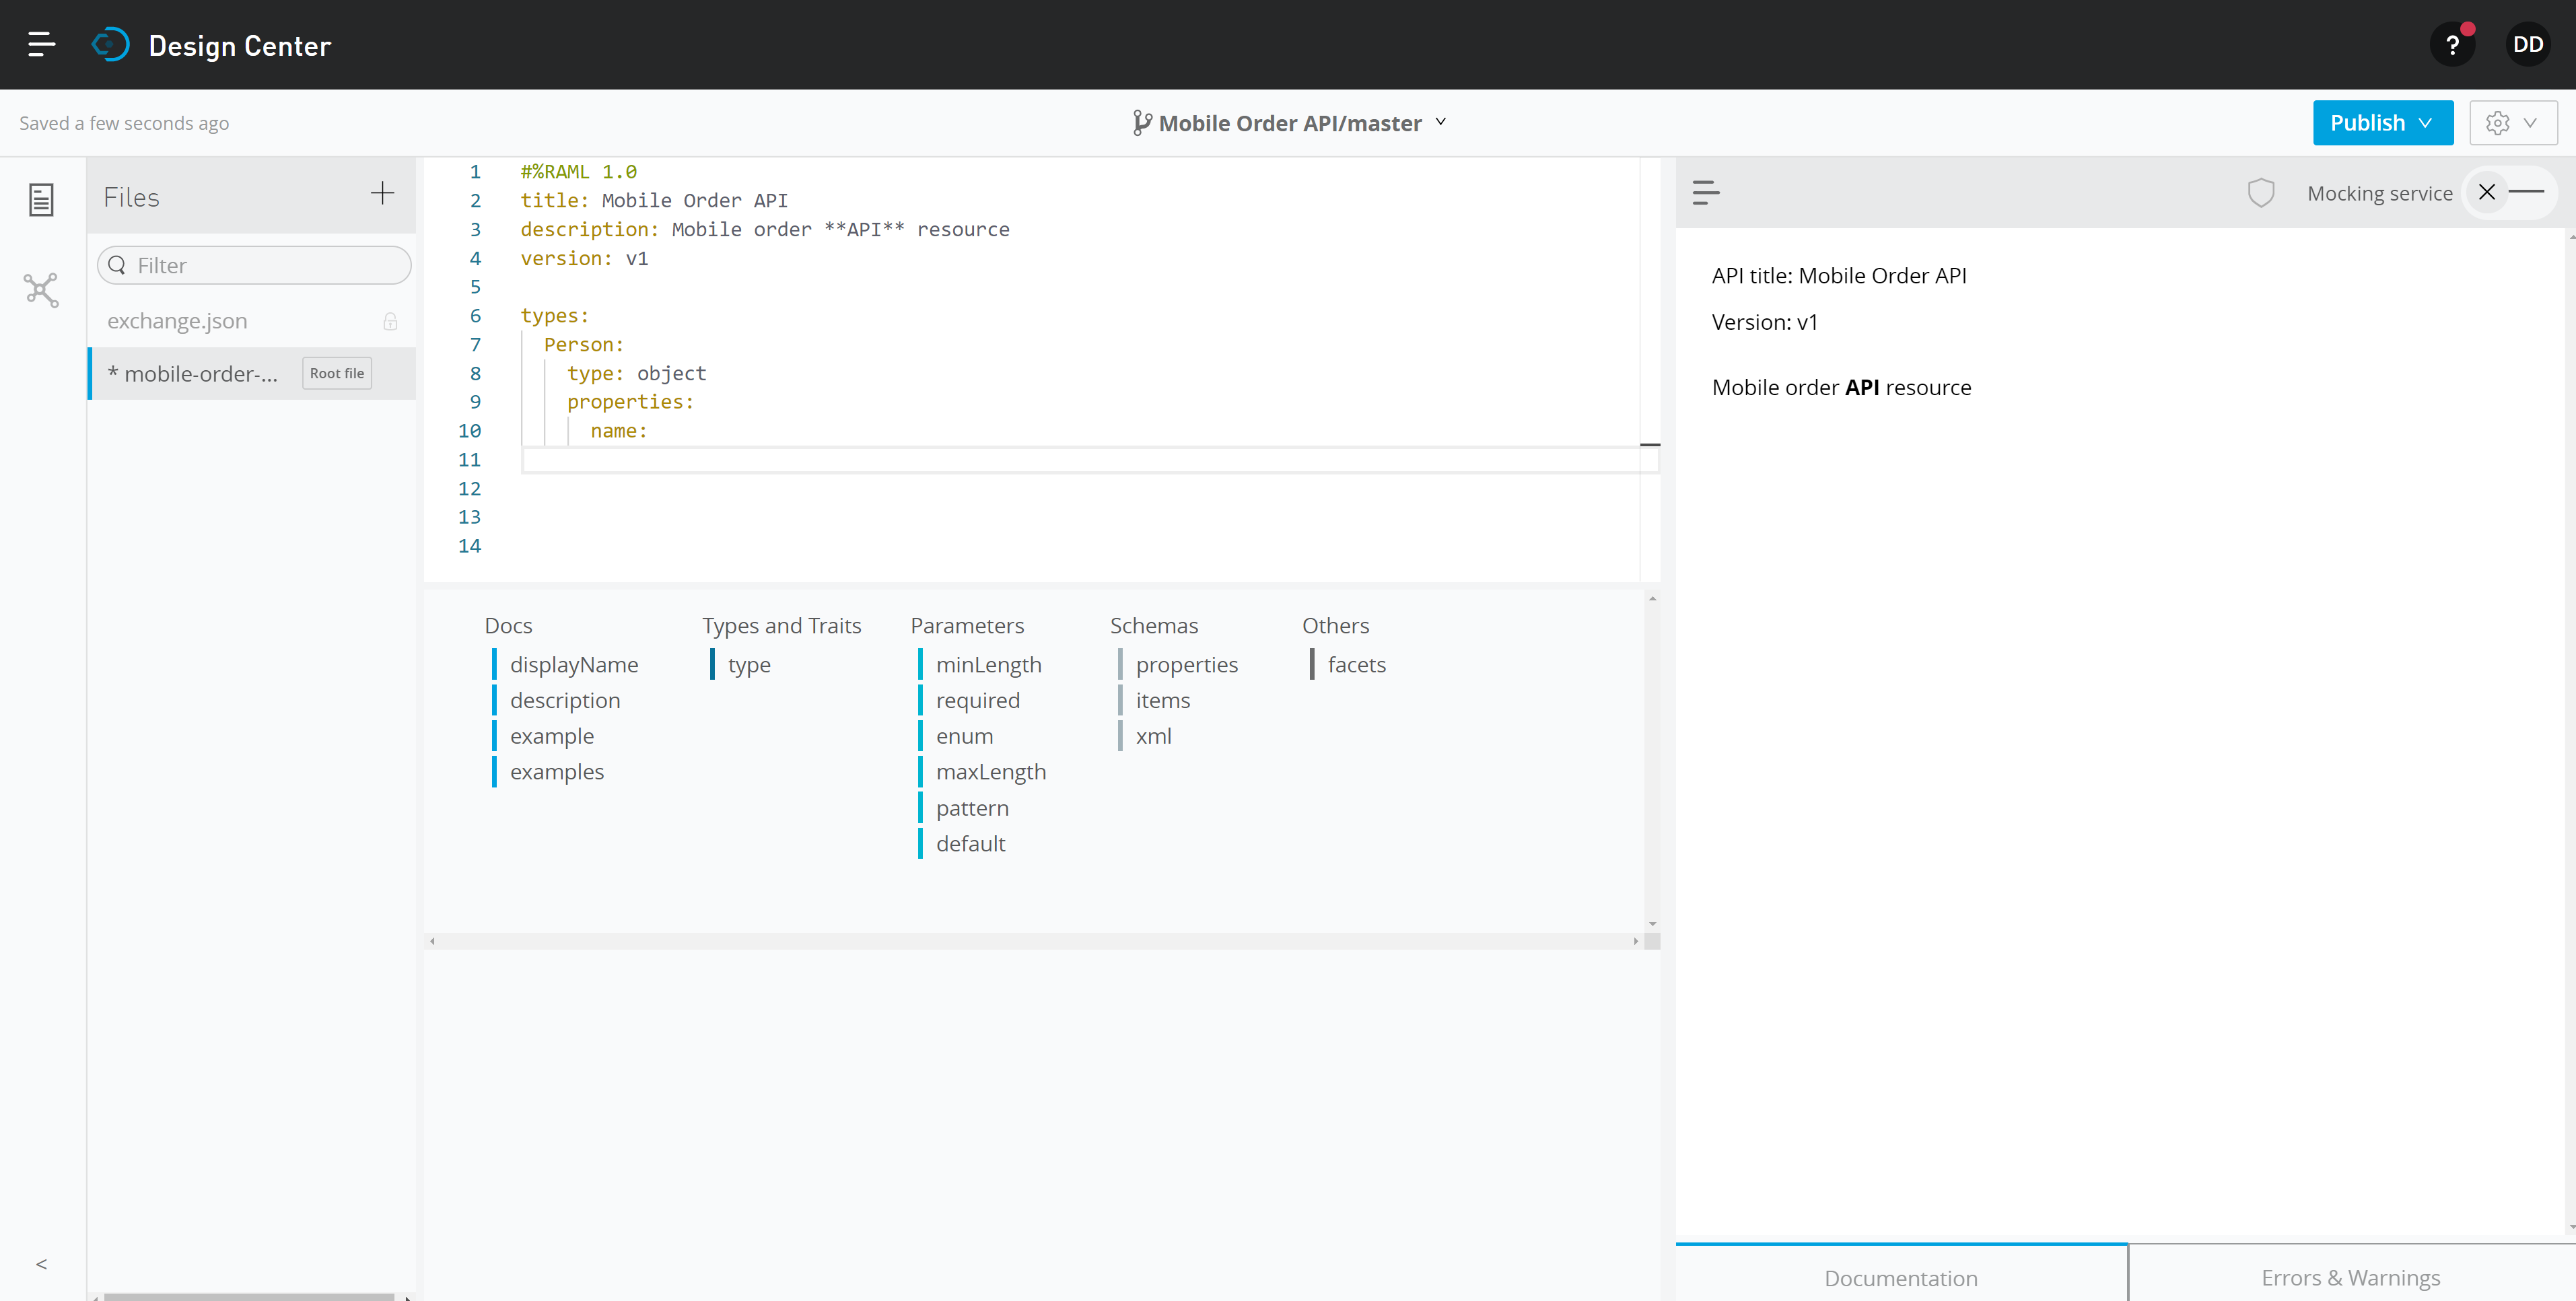 Design Center
?
DD
Saved a few seconds ago
Mobile Order API/master
Publish
Files
Filter
exchange.json
* mobile-order-... Root file
1 #%RAML 1.0
2 title: Mobile Order API
3 description: Mobile order **API** resource
4 version: v1
5
6 types:
7 Person:
8 type: object
9 properties:
10 name:
11
12
13
14
Docs
displayName
description
example
examples
Types and Traits
type
Parameters
minLength
required
enum
maxLength
pattern
default
Schemas
properties
items
xml
Others
facets
Mocking service
API title: Mobile Order API
Version: v1
Mobile order API resource
Documentation
Errors & Warnings